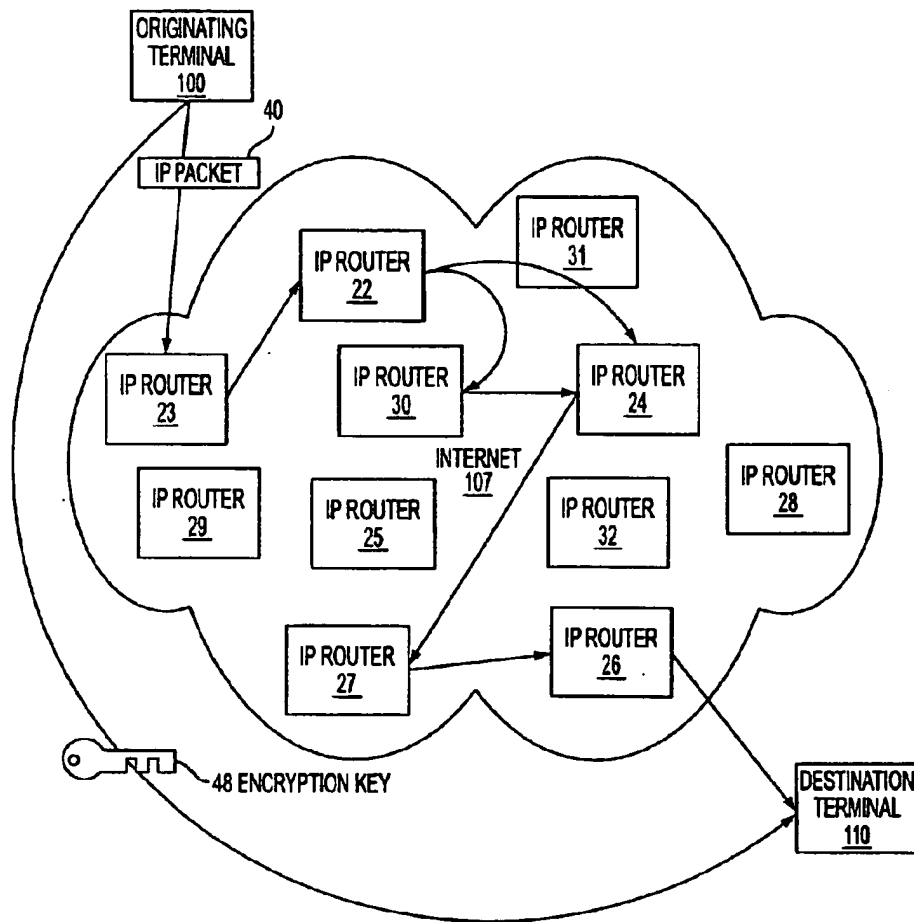 ORIGINATING
TERMINAL
100
40
IP PACKET
IP ROUTER
31
IP ROUTER
22
IP ROUTER
23
IP ROUTER
30
IP ROUTER
24
INTERNET
107
IP ROUTER
29
IP ROUTER
25
IP ROUTER
32
IP ROUTER
28
IP ROUTER
27
IP ROUTER
26
48 ENCRYPTION KEY
DESTINATION
TERMINAL
110